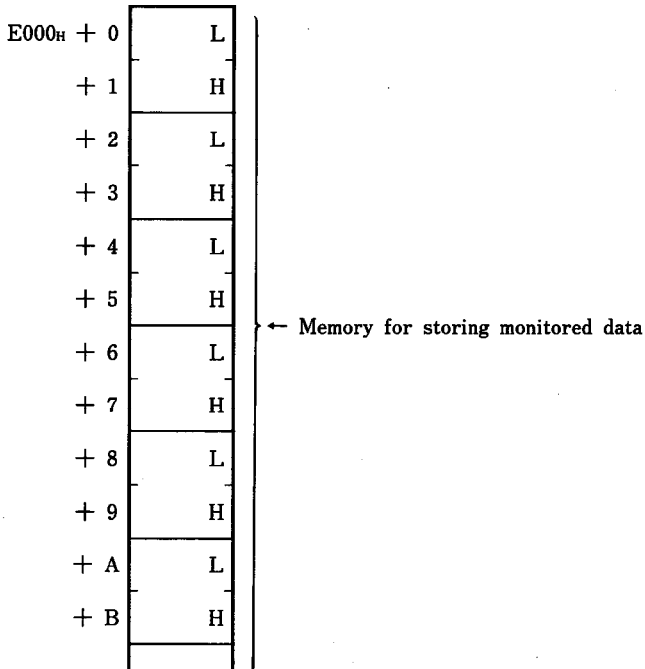 E000H + 0 L
+ 1 H
+ 2 L
+ 3 H
+ 4 L
+ 5 H
← Memory for storing monitored data
+ 6 L
+ 7 H
+ 8 L
+ 9 H
+ A L
+ B H